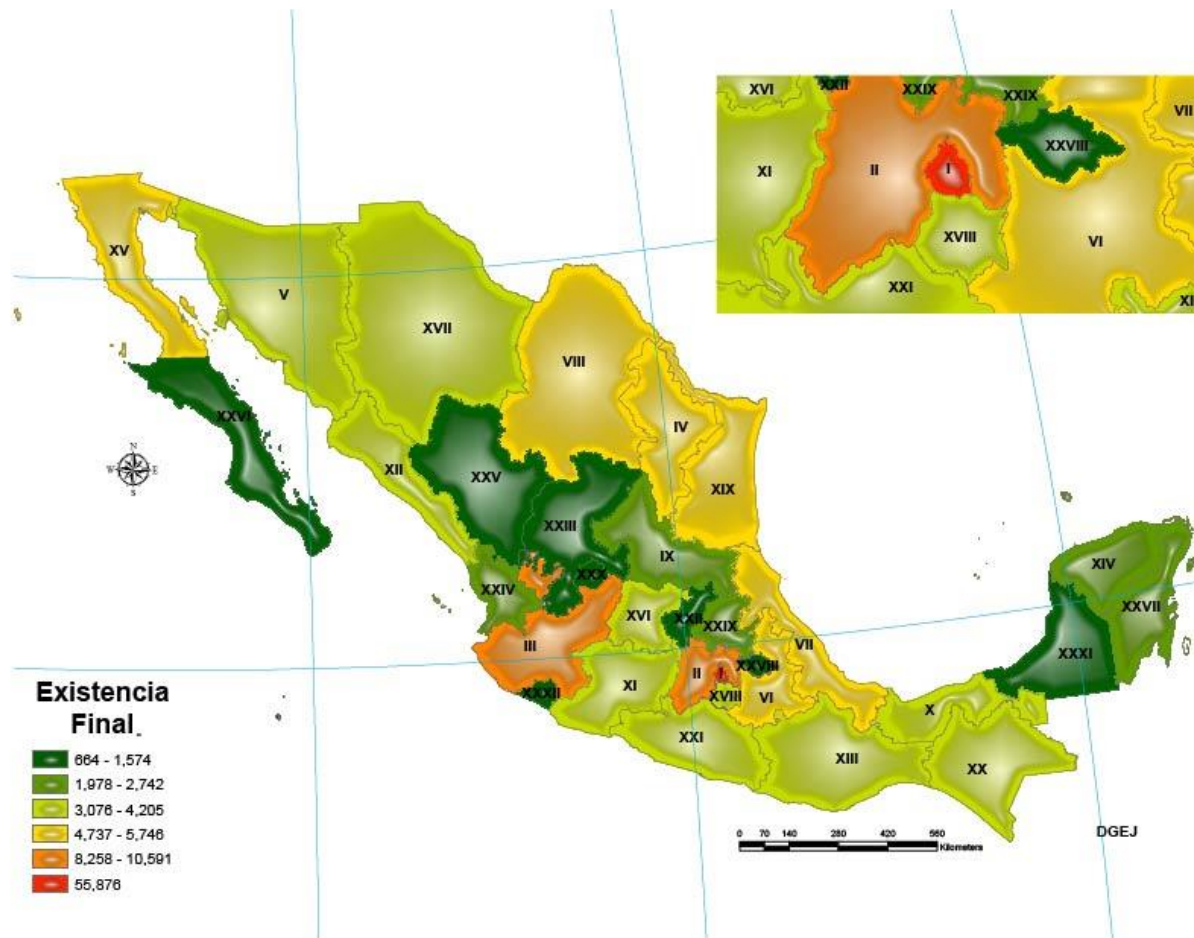 XVI
XXII
XXIX
XXIX
VII
XXVIII
XI
II
I
XVIII
VI
XXI
XI
XV
V
XVII
VIII
IV
XXVI
XII
XXV
XIX
XXIII
IX
XXX
XXIV
XVI
XXII
XXIX
XIV
XXVII
III
II
I
XXVIII
VII
XXXI
XI
XVIII
VI
XXXII
X
XXI
XIII
XX
N
W E
S
Existencia
Final
664 - 1,574
1,978 - 2,742
3,076 - 4,205
4,737 - 5,746
8,258 - 10,591
55,876
DGEJ
0 70 140 280 420 560
Kilometers